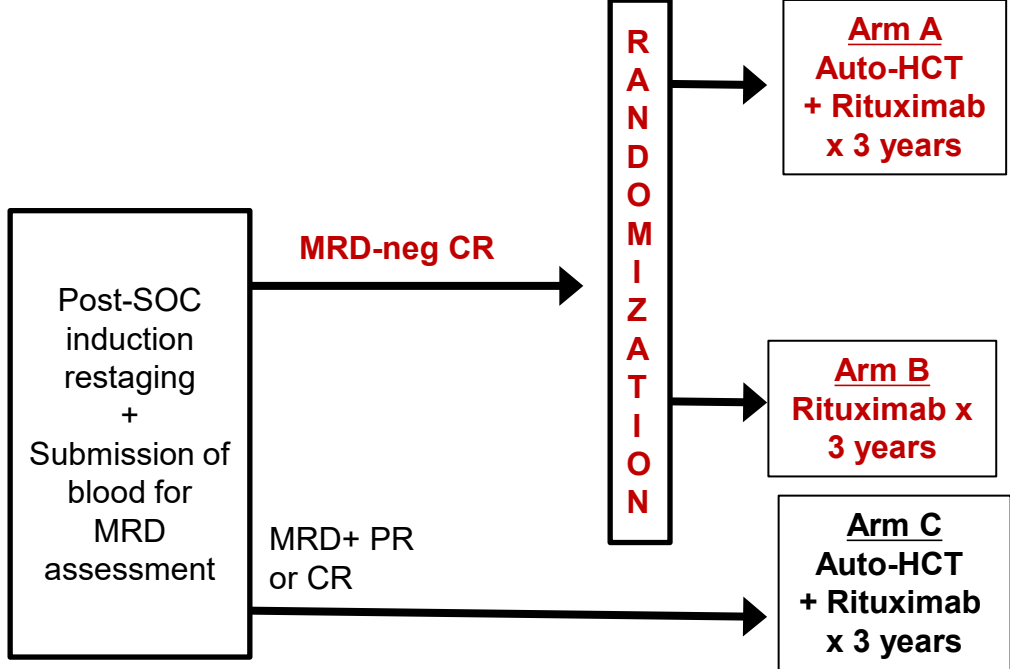 Post-SOC
induction
restaging
+
Submission of
blood for
MRD
assessment
MRD-neg CR
MRD+ PR
or CR
R
A
N
D
O
M
I
Z
A
T
I
O
N
Arm A
Auto-HCT
+ Rituximab
x 3 years
Arm B
Rituximab x
3 years
Arm C
Auto-HCT
+ Rituximab
x 3 years